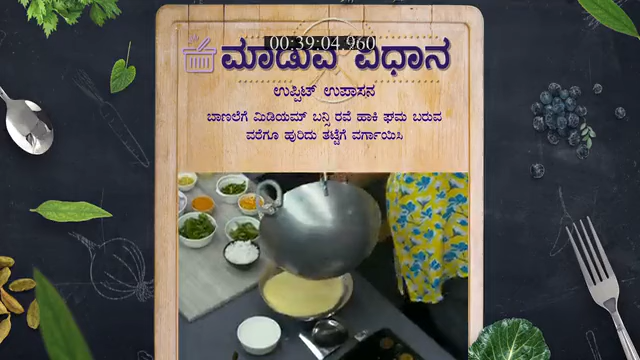 00:39:04.960
ಮಾಡುವ ವಿಧಾನ
ಉಪ್ಪಿಟ್ ಉಪಾಸನ
ಬಾಣಲೆಗೆ ಮಿಡಿಯಮ್ ಬನ್ಸಿ ರವೆ ಹಾಕಿ ಘಮ ಬರುವ
ವರೆಗೂ ಹುರಿದು ತಟ್ಟೆಗೆ ವರ್ಗಾಯಿಸಿ